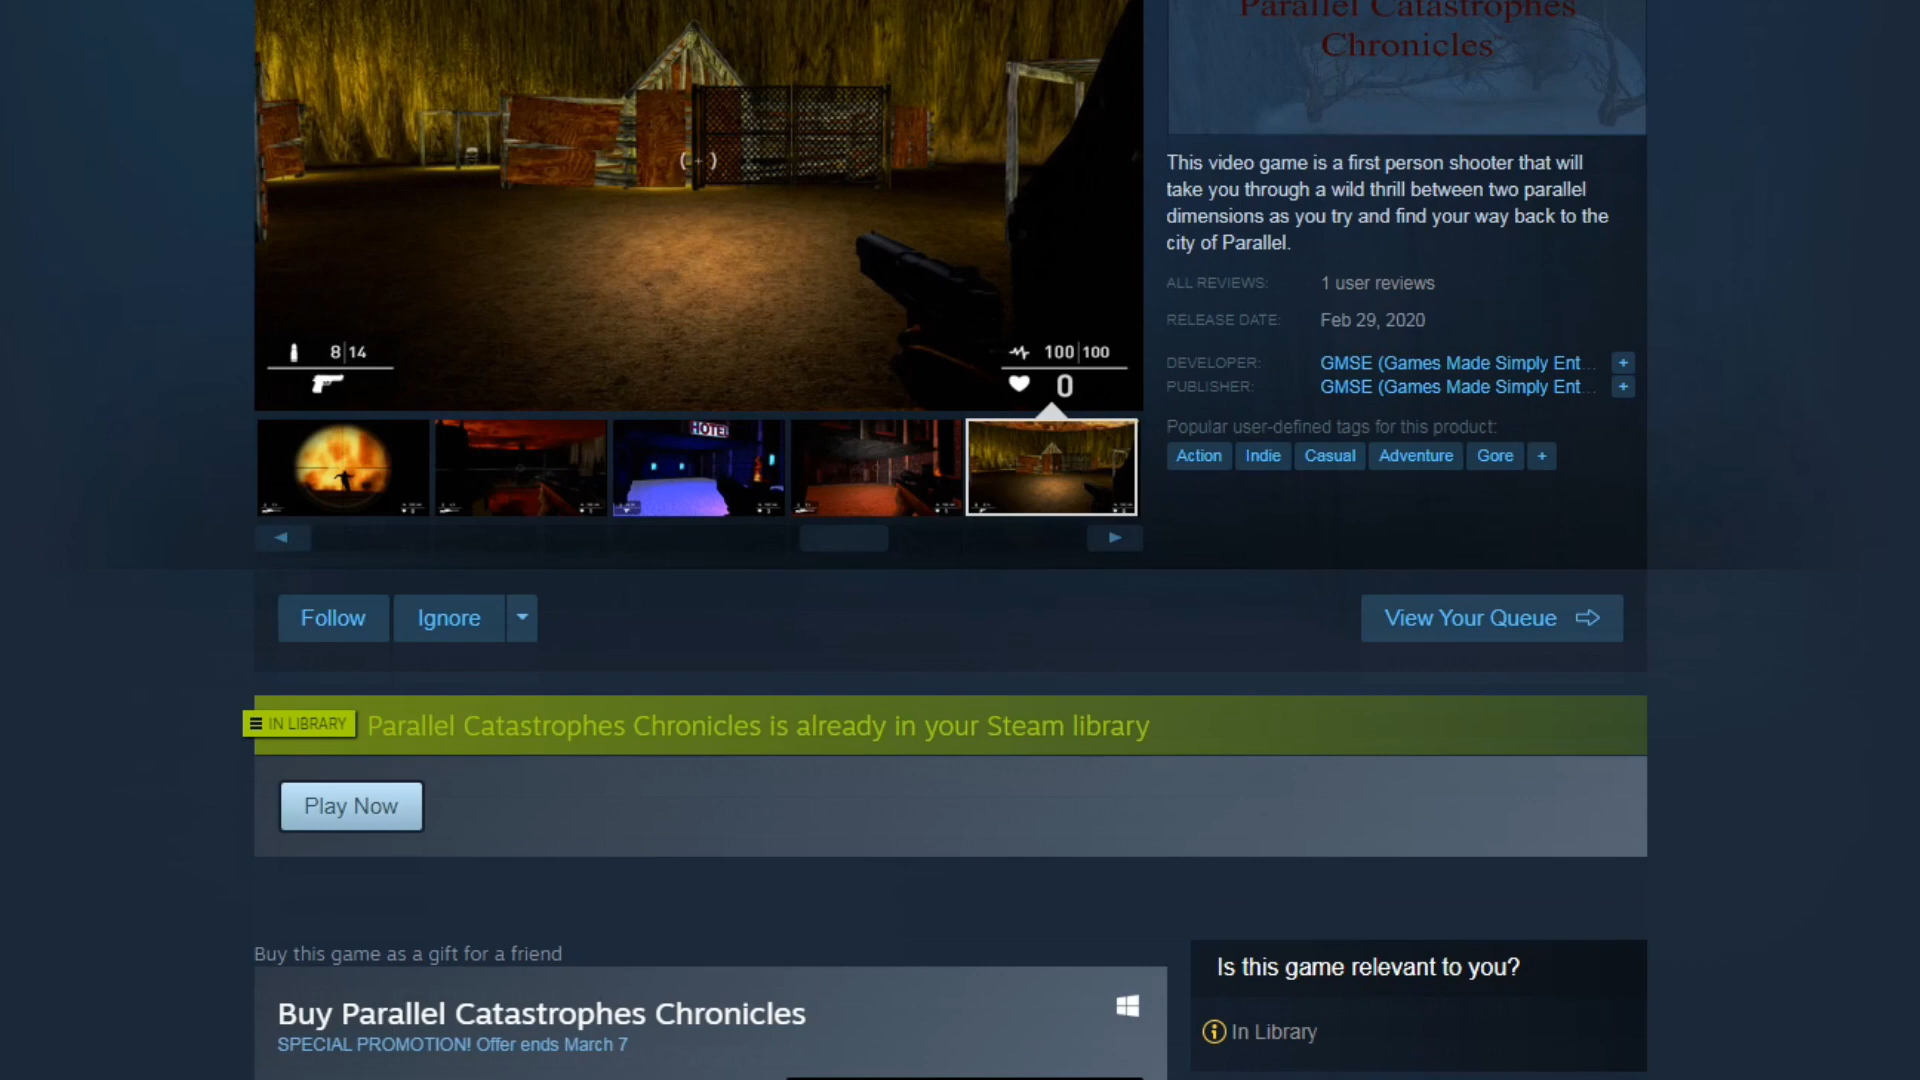 Parallel Catastrophes
Chronicles
This video game is a first person shooter that will
take you through a wild thrill between two parallel
dimensions as you try and find your way back to the
city of Parallel.
ALL REVIEWS: 1 user reviews
RELEASE DATE: Feb 29, 2020
DEVELOPER: GMSE (Games Made Simply Ent... +
PUBLISHER: GMSE (Games Made Simply Ent... +
Popular user-defined tags for this product:
Action Indie Casual Adventure Gore +
8|14
100|100
0
HOTEL
Follow Ignore View Your Queue
IN LIBRARY Parallel Catastrophes Chronicles is already in your Steam library
Play Now
Buy this game as a gift for a friend
Buy Parallel Catastrophes Chronicles
SPECIAL PROMOTION! Offer ends March 7
Is this game relevant to you?
In Library